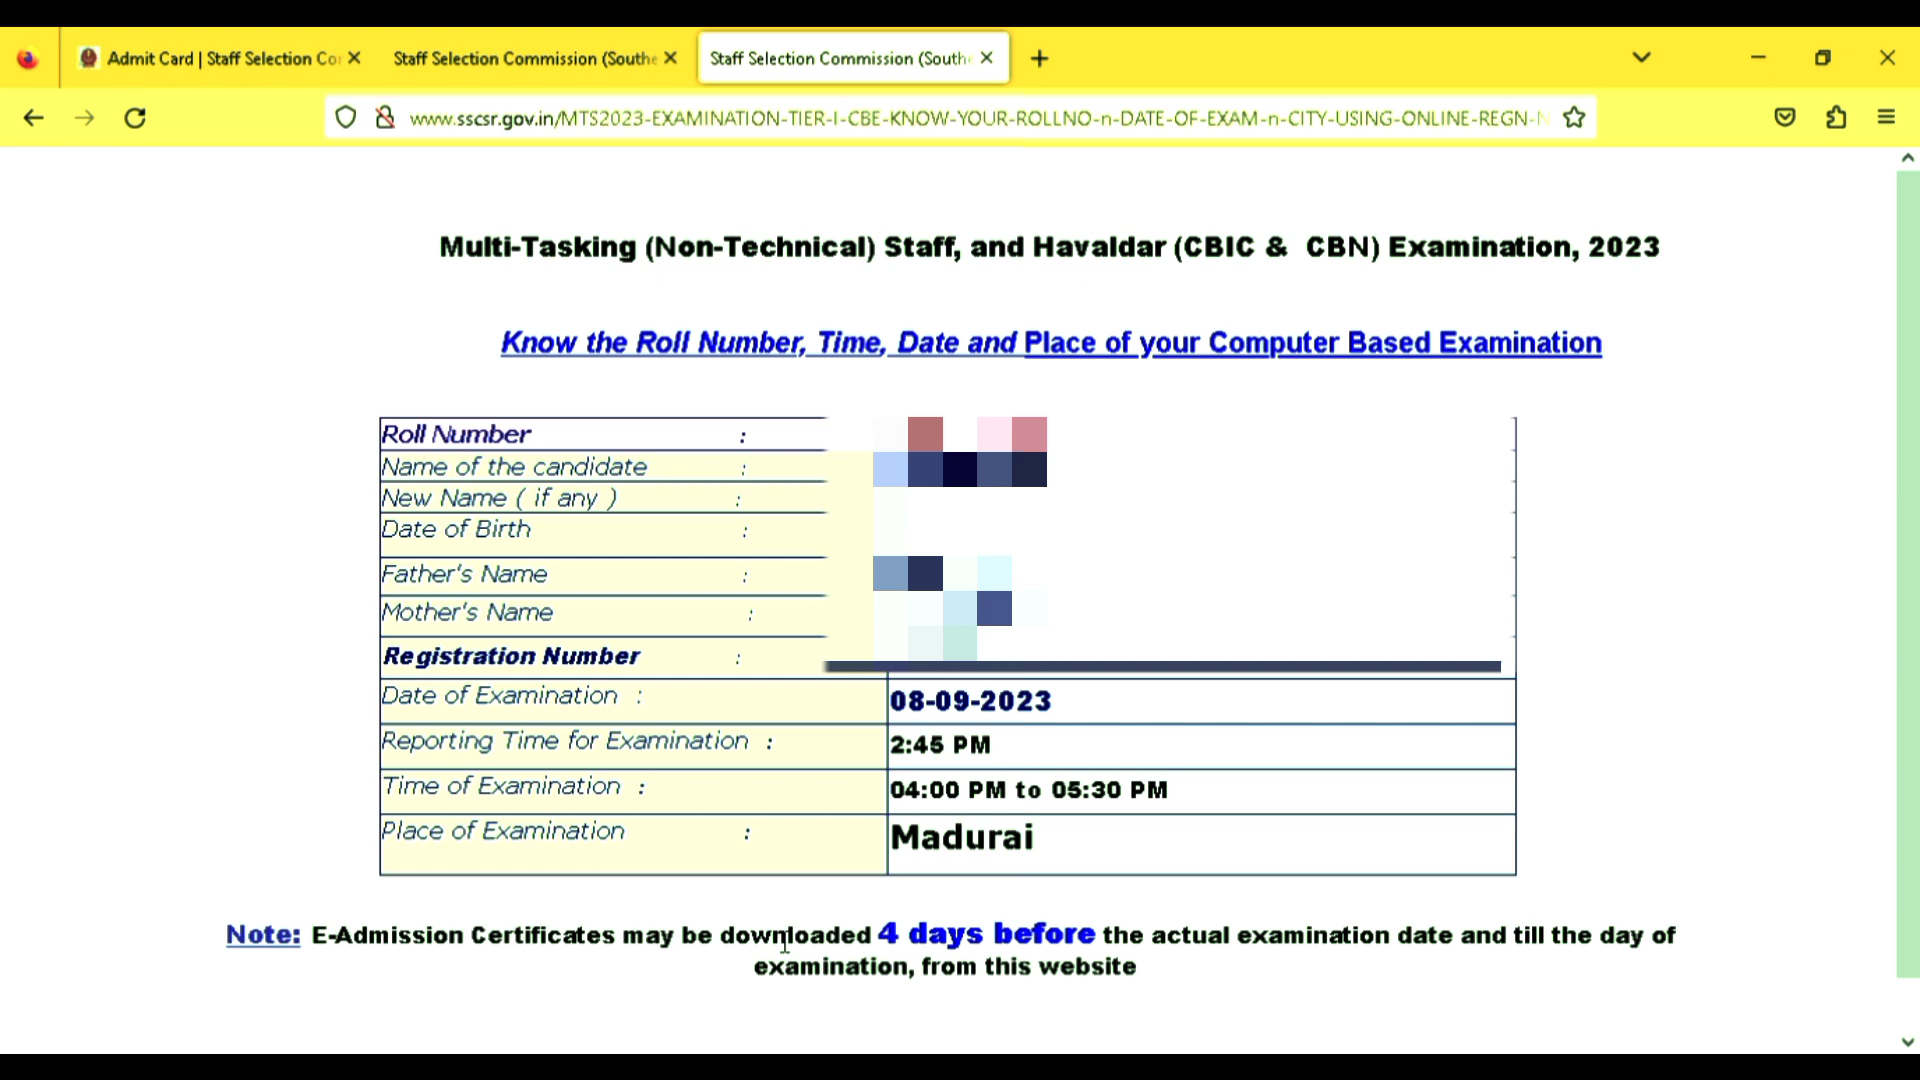 Admit Card | Staff Selection Co
Staff Selection Commission (Southe
Staff Selection Commission (South
www.sscsr.gov.in/MTS2023-EXAMINATION-TIER-I-CBE-KNOW-YOUR-ROLLNO-n-DATE-OF-EXAM-n-CITY-USING-ONLINE-REGN-N
Multi-Tasking (Non-Technical) Staff, and Havaldar (CBIC & CBN) Examination, 2023
Know the Roll Number, Time, Date and Place of your Computer Based Examination
Roll Number :
Name of the candidate :
New Name ( if any ) :
Date of Birth :
Father's Name :
Mother's Name :
Registration Number :
Date of Examination : 08-09-2023
Reporting Time for Examination : 2:45 PM
Time of Examination : 04:00 PM to 05:30 PM
Place of Examination : Madurai
Note: E-Admission Certificates may be downloaded 4 days before the actual examination date and till the day of
examination, from this website